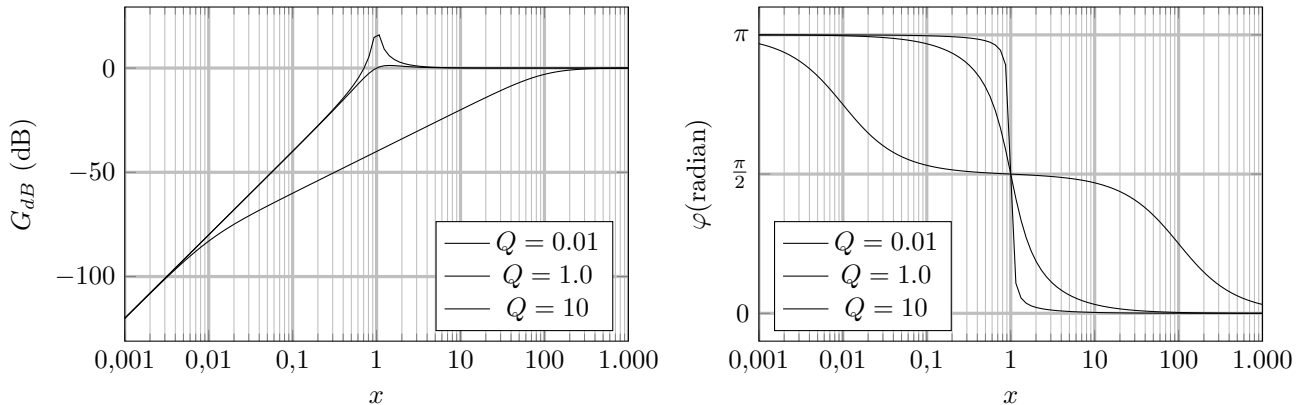 G_{dB} (dB)
0
−50
−100
Q = 0.01
Q = 1.0
Q = 10
0,001 0,01 0,1 1 10 100 1.000
x
φ(radian)
π
π/2
0
Q = 0.01
Q = 1.0
Q = 10
0,001 0,01 0,1 1 10 100 1.000
x